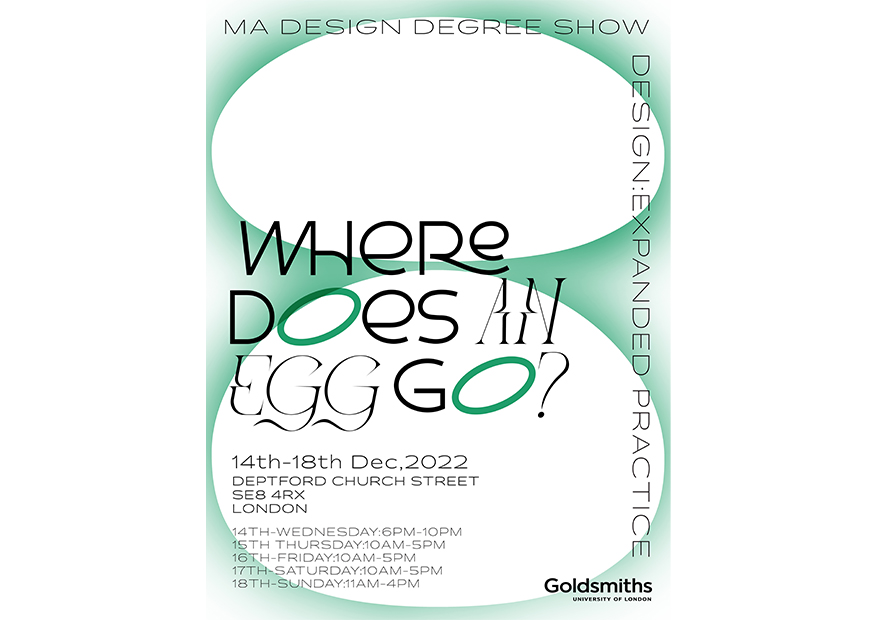 MA DESIGN DEGREE SHOW
DESIGN:EXPANDED PRACTICE
WHeRe
DOeS AN
EGG GO?
14th-18th Dec,2022
DEPTFORD CHURCH STREET
SE8 4RX
LONDON
14TH-WEDNESDAY:6PM-10PM
15TH THURSDAY:10AM-5PM
16TH-FRIDAY:10AM-5PM
17TH-SATURDAY:10AM-5PM
18TH-SUNDAY:11AM-4PM
Goldsmiths
UNIVERSITY OF LONDON